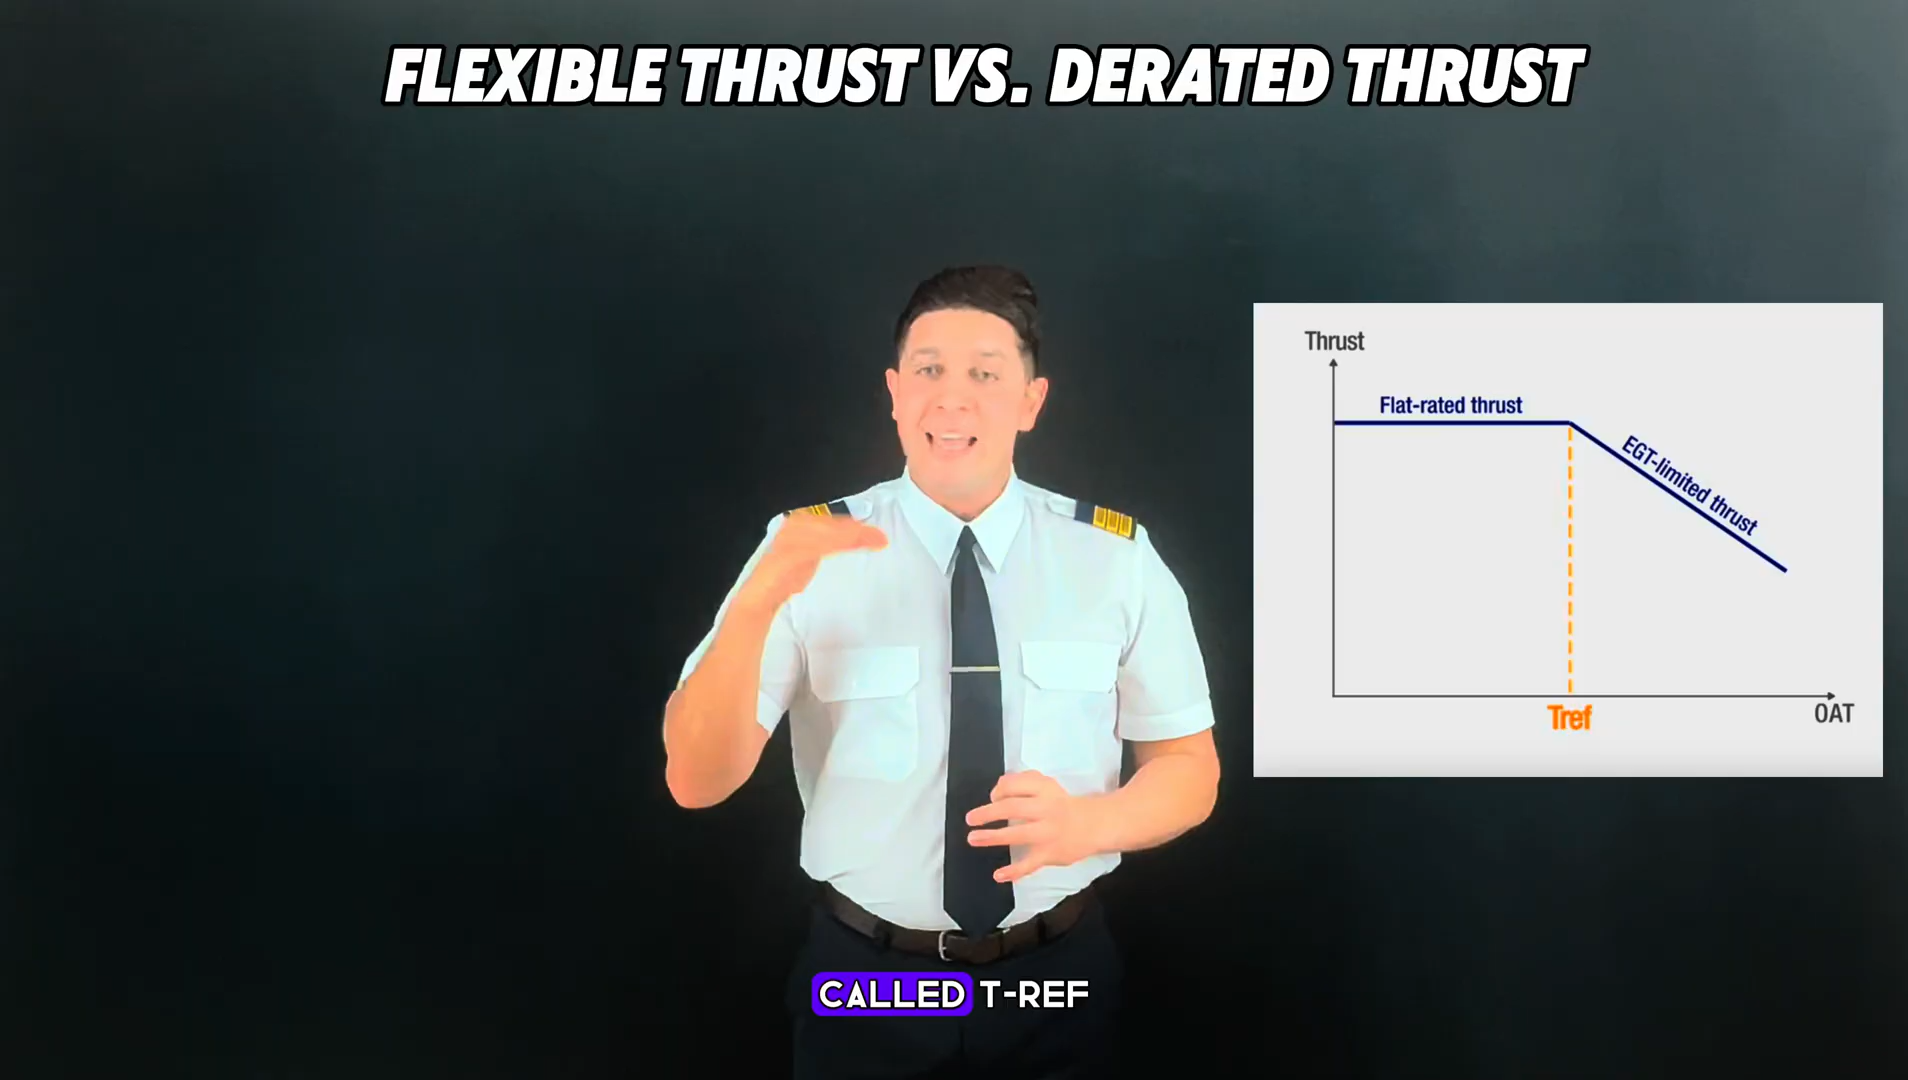 FLEXIBLE THRUST VS. DERATED THRUST
Thrust
Flat-rated thrust
EGT-limited thrust
Tref
OAT
CALLED T-REF